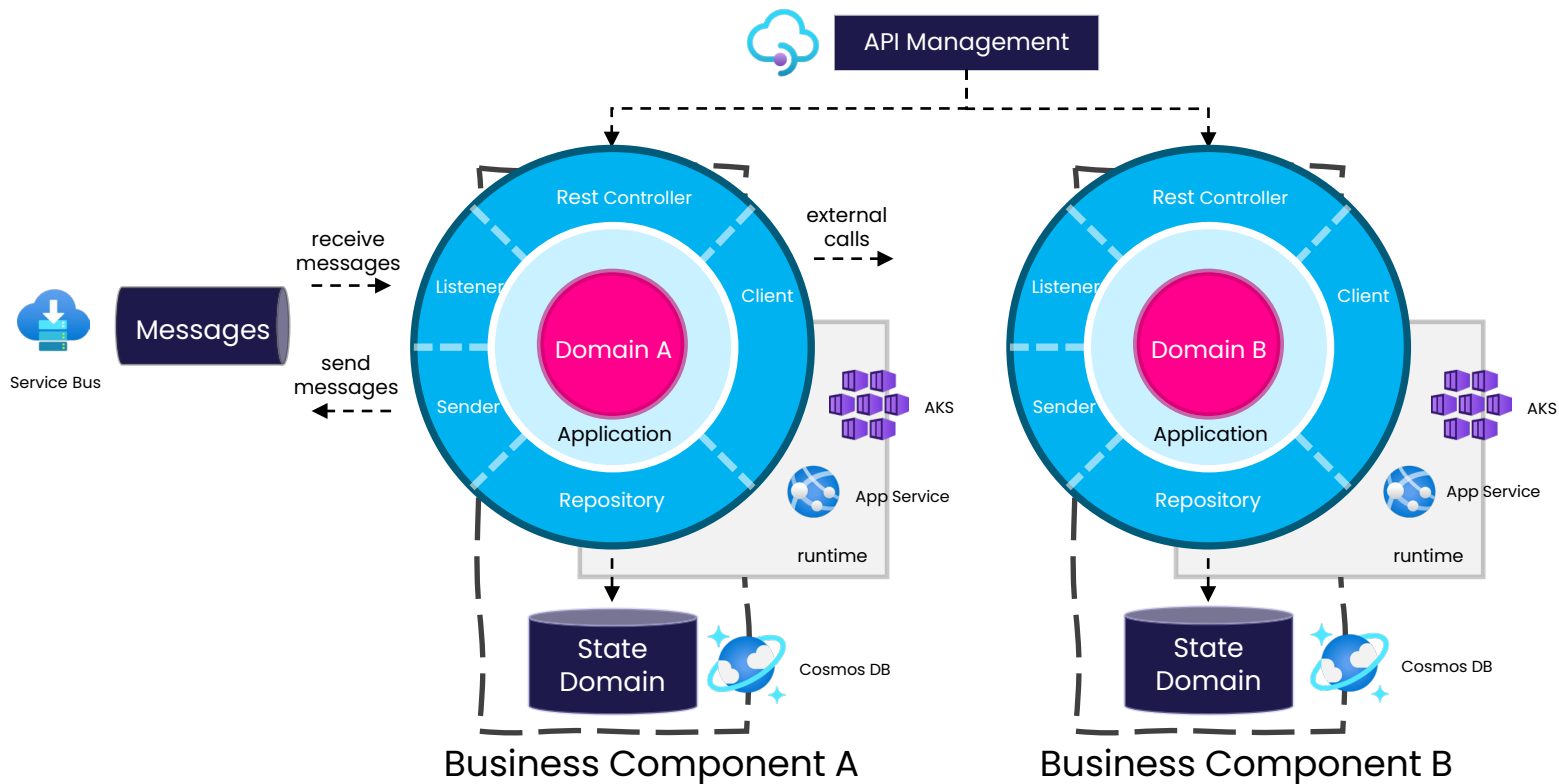 API Management
Rest Controller
Rest Controller
receive
messages
external
calls
Listener
Client
Listener
Client
Messages
Domain A
Domain B
send
messages
Service Bus
Sender
AKS
Sender
AKS
Application
Application
Repository
App Service
Repository
App Service
runtime
runtime
State
Domain
Cosmos DB
State
Domain
Cosmos DB
Business Component A
Business Component B